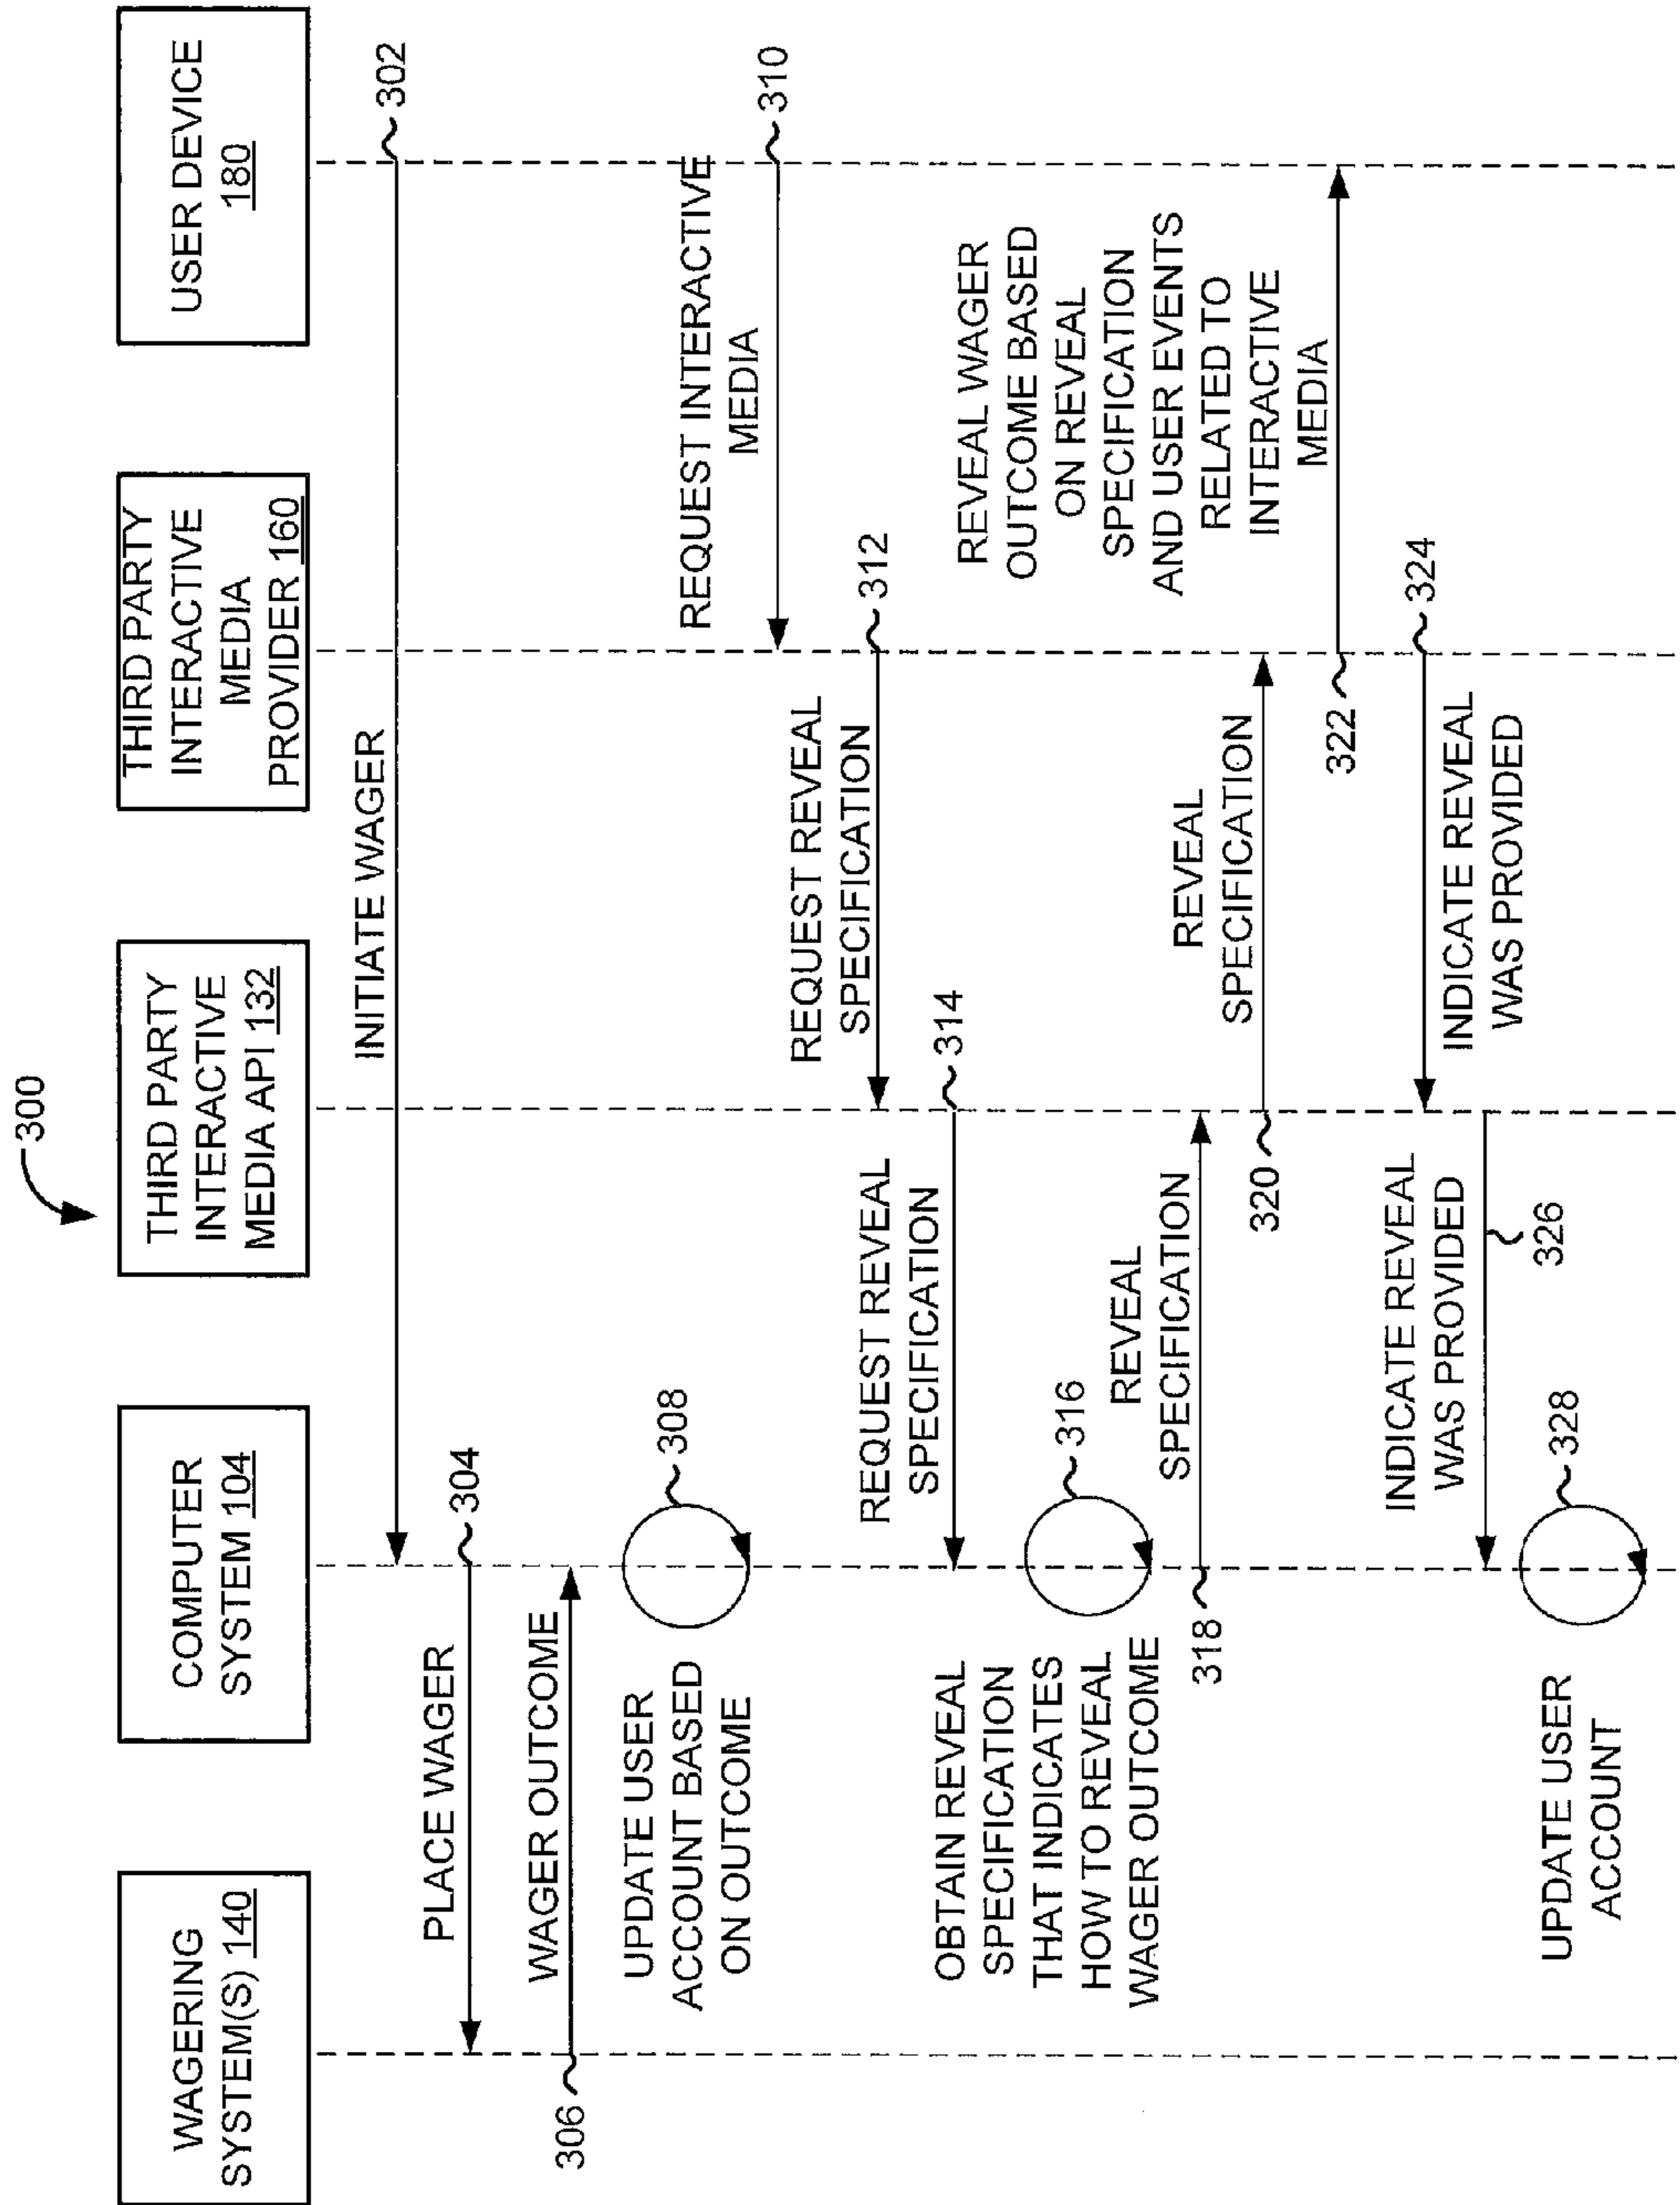 300
WAGERING
SYSTEM(S) 140
COMPUTER
SYSTEM 104
THIRD PARTY
INTERACTIVE
MEDIA API 132
THIRD PARTY
INTERACTIVE
MEDIA
PROVIDER 160
USER DEVICE
180
INITIATE WAGER
302
PLACE WAGER
304
WAGER OUTCOME
306
UPDATE USER
ACCOUNT BASED
ON OUTCOME
308
REQUEST INTERACTIVE
MEDIA
310
REQUEST REVEAL
SPECIFICATION
312
REQUEST REVEAL
SPECIFICATION
314
OBTAIN REVEAL
SPECIFICATION
THAT INDICATES
HOW TO REVEAL
WAGER OUTCOME
316
REVEAL
SPECIFICATION
318
REVEAL
SPECIFICATION
320
REVEAL WAGER
OUTCOME BASED
ON REVEAL
SPECIFICATION
AND USER EVENTS
RELATED TO
INTERACTIVE
MEDIA
322
INDICATE REVEAL
WAS PROVIDED
324
INDICATE REVEAL
WAS PROVIDED
326
UPDATE USER
ACCOUNT
328